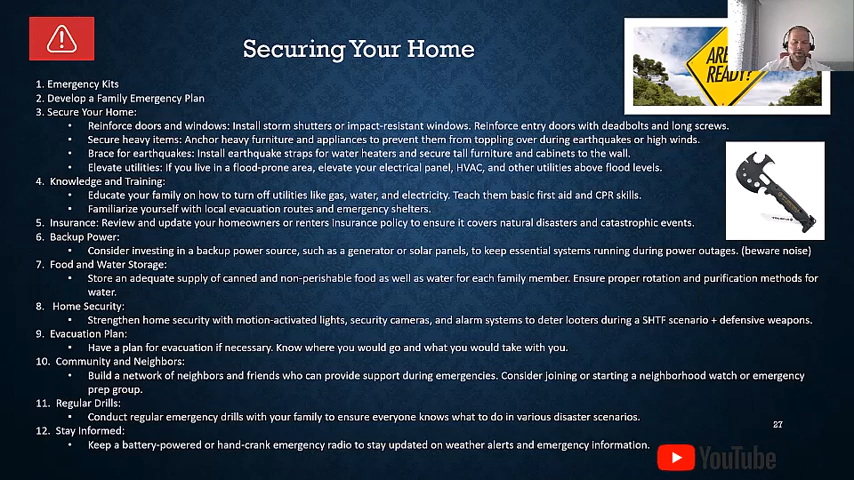 Securing Your Home
ARE
READY?
1. Emergency Kits
2. Develop a Family Emergency Plan
3. Secure Your Home:
• Reinforce doors and windows: Install storm shutters or impact-resistant windows. Reinforce entry doors with deadbolts and long screws.
• Secure heavy items: Anchor heavy furniture and appliances to prevent them from toppling over during earthquakes or high winds.
• Brace for earthquakes: Install earthquake straps for water heaters and secure tall furniture and cabinets to the wall.
• Elevate utilities: If you live in a flood-prone area, elevate your electrical panel, HVAC, and other utilities above flood levels.
4. Knowledge and Training:
• Educate your family on how to turn off utilities like gas, water, and electricity. Teach them basic first aid and CPR skills.
• Familiarize yourself with local evacuation routes and emergency shelters.
5. Insurance: Review and update your homeowners or renters insurance policy to ensure it covers natural disasters and catastrophic events.
6. Backup Power:
• Consider investing in a backup power source, such as a generator or solar panels, to keep essential systems running during power outages. (beware noise)
7. Food and Water Storage:
• Store an adequate supply of canned and non-perishable food as well as water for each family member. Ensure proper rotation and purification methods for
water.
8. Home Security:
• Strengthen home security with motion-activated lights, security cameras, and alarm systems to deter looters during a SHTF scenario + defensive weapons.
9. Evacuation Plan:
• Have a plan for evacuation if necessary. Know where you would go and what you would take with you.
10. Community and Neighbors:
• Build a network of neighbors and friends who can provide support during emergencies. Consider joining or starting a neighborhood watch or emergency
prep group.
11. Regular Drills:
• Conduct regular emergency drills with your family to ensure everyone knows what to do in various disaster scenarios.
12. Stay Informed:
• Keep a battery-powered or hand-crank emergency radio to stay updated on weather alerts and emergency information.
27
YouTube